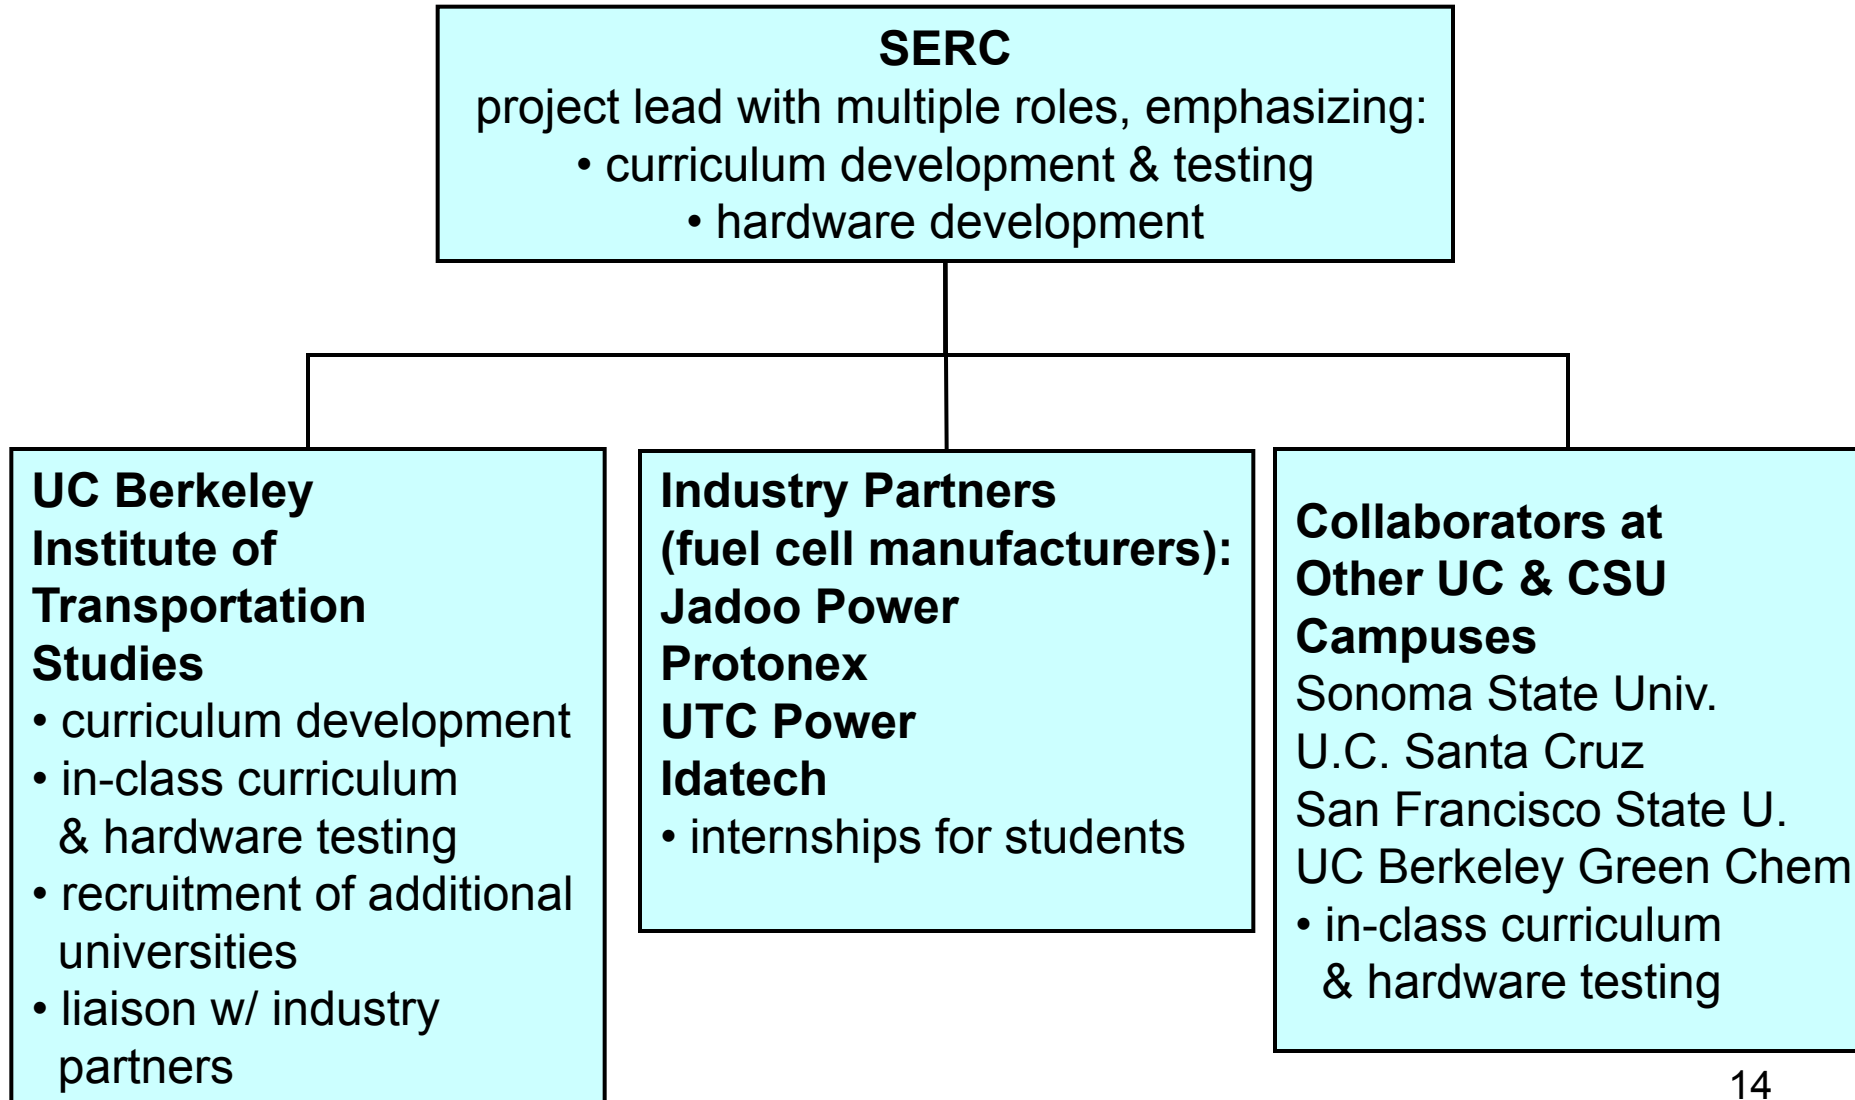 SERC
project lead with multiple roles, emphasizing:
• curriculum development & testing
• hardware development
UC Berkeley
Institute of
Transportation
Studies
• curriculum development
• in-class curriculum
& hardware testing
• recruitment of additional
universities
• liaison w/ industry
partners
Industry Partners
(fuel cell manufacturers):
Jadoo Power
Protonex
UTC Power
Idatech
• internships for students
Collaborators at
Other UC & CSU
Campuses
Sonoma State Univ.
U.C. Santa Cruz
San Francisco State U.
UC Berkeley Green Chem
• in-class curriculum
& hardware testing
14